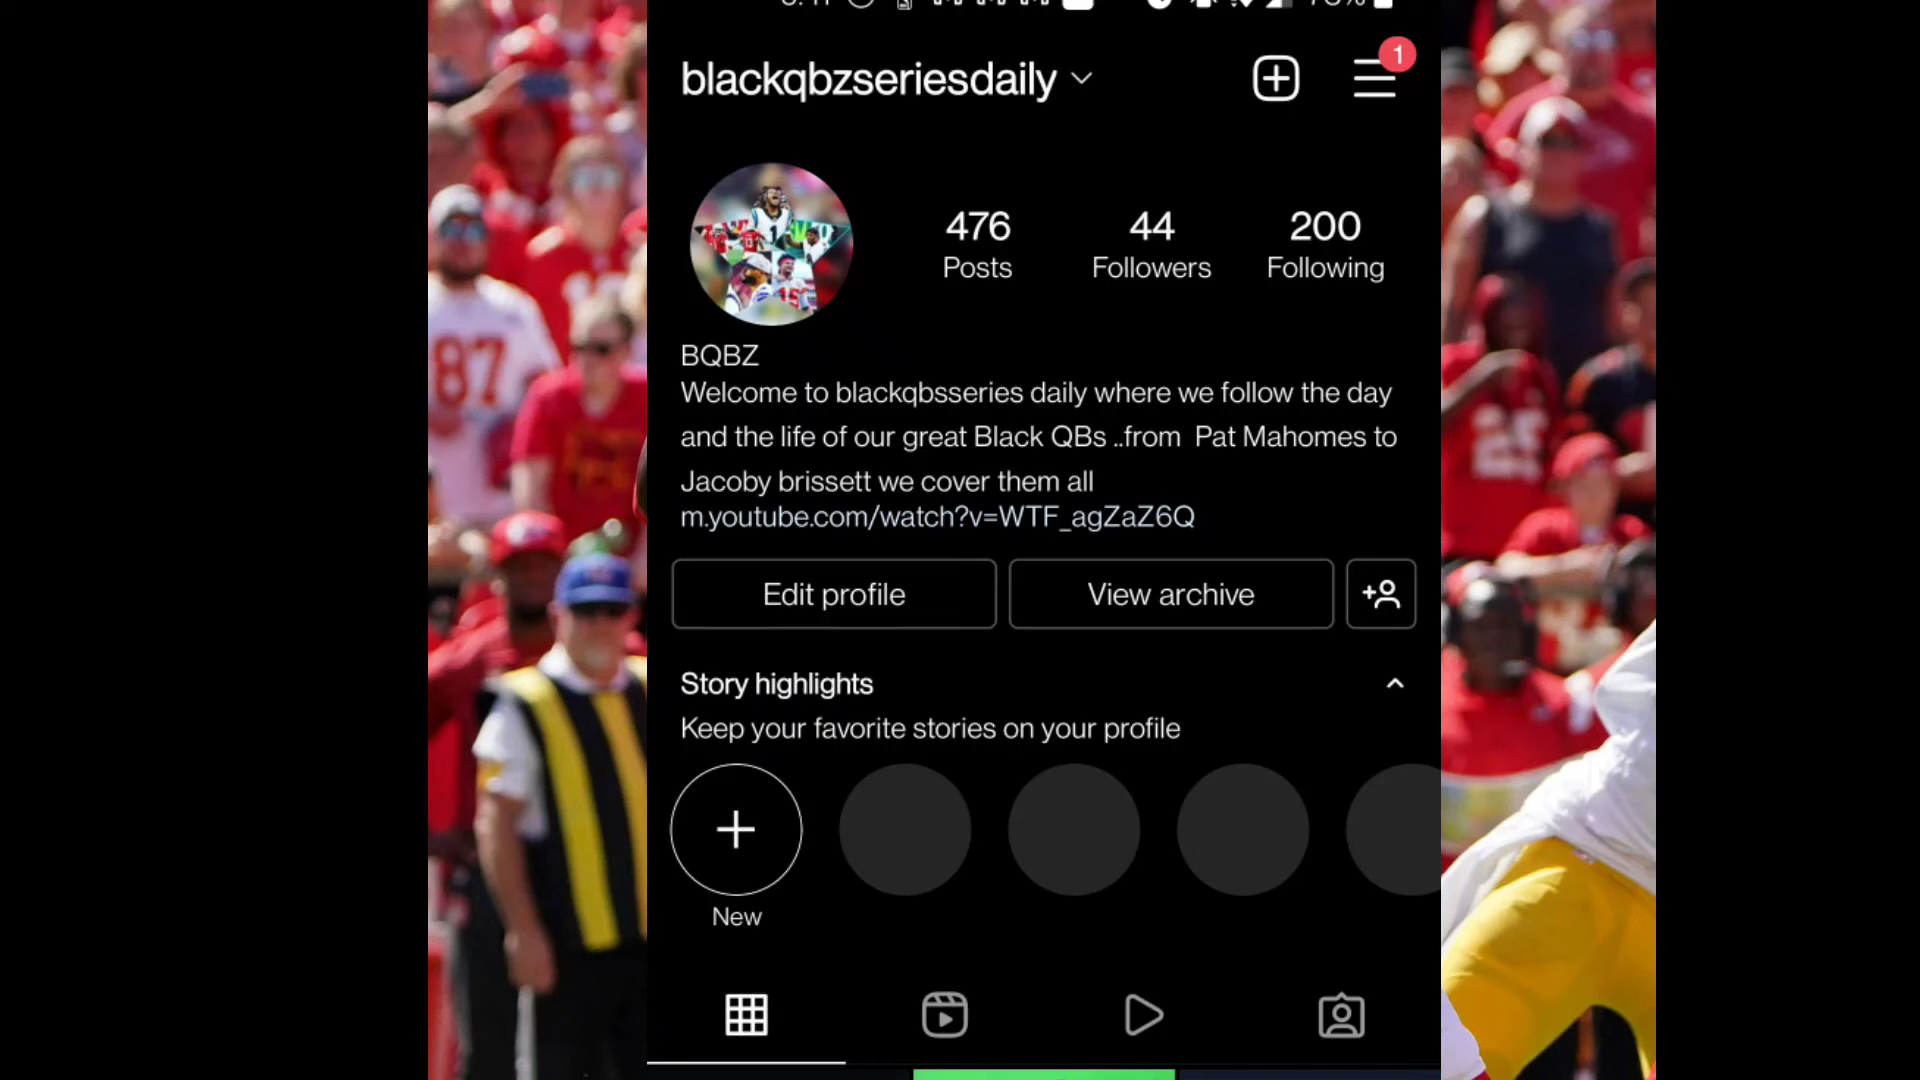 blackqbzseriesdaily
1
476
44
200
Posts
Followers
Following
BQBZ
Welcome to blackqbsseries daily where we follow the day
and the life of our great Black QBs ..from Pat Mahomes to
Jacoby brissett we cover them all
m.youtube.com/watch?v=WTF_agZaZ6Q
Edit profile
View archive
Story highlights
Keep your favorite stories on your profile
New
87